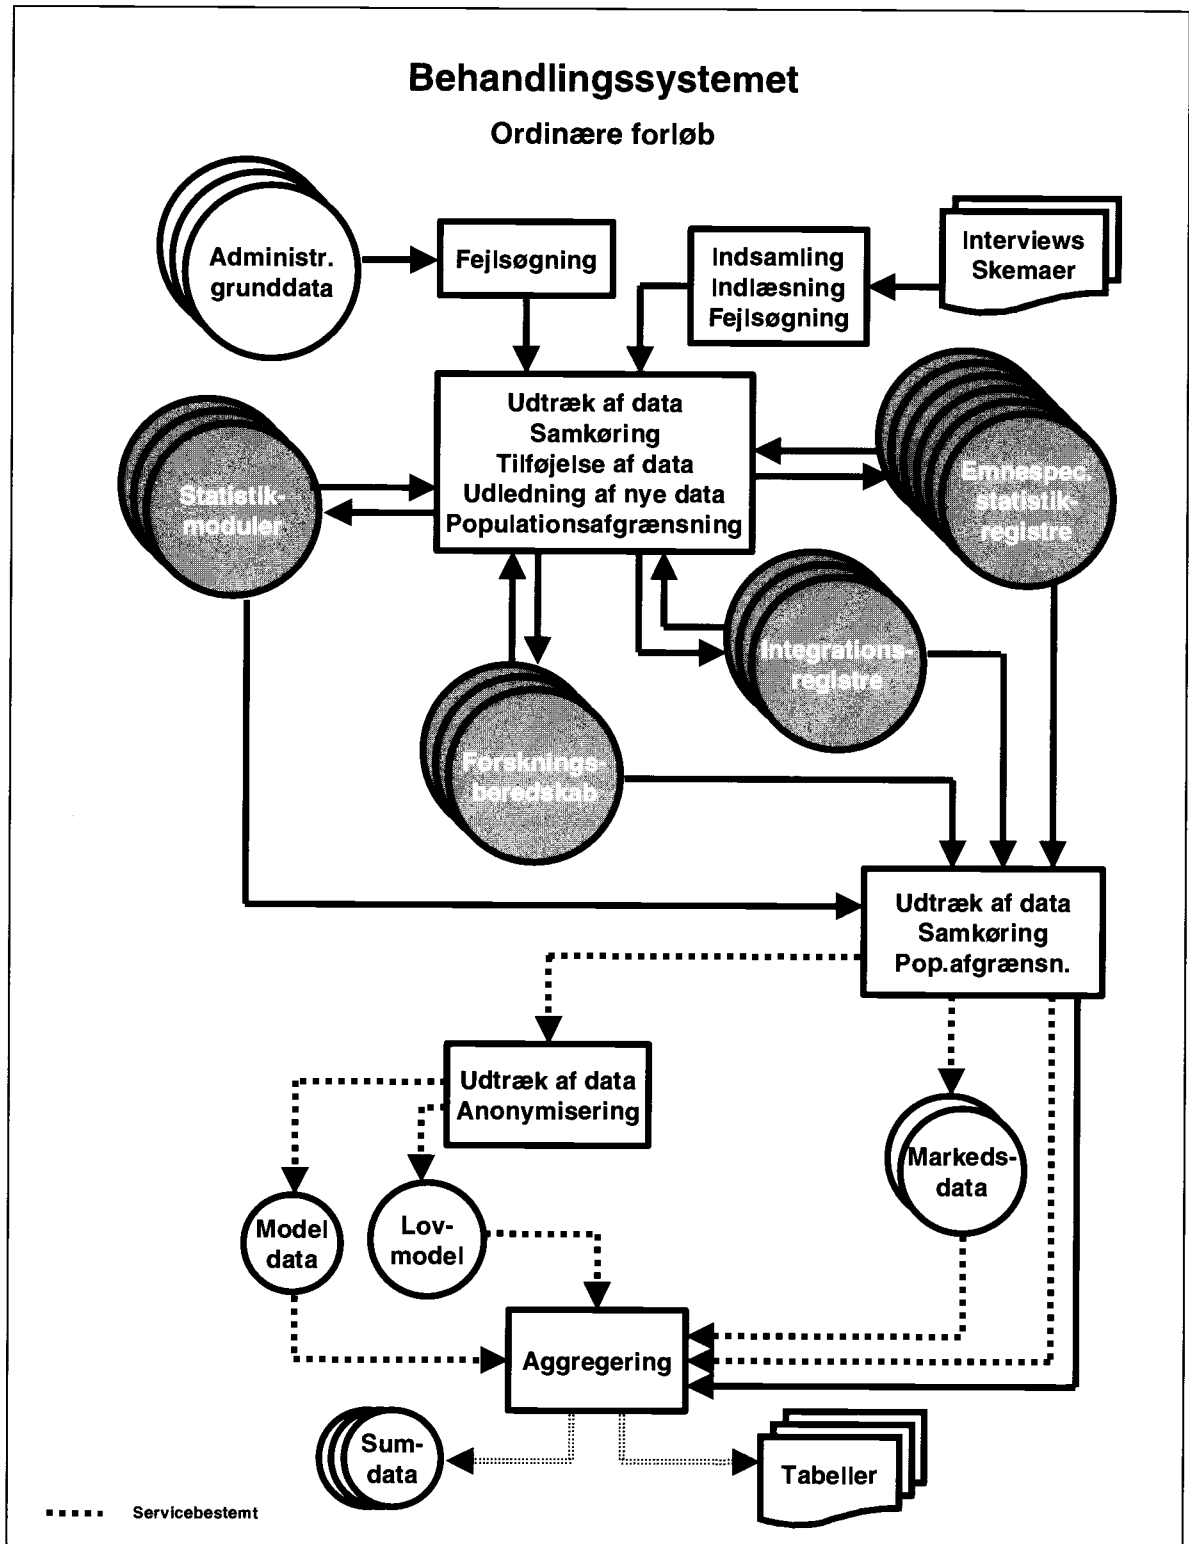 Behandlingssystemet
Ordinære forløb
Administr.
grunddata
Fejlsøgning
Indsamling
Indlæsning
Fejlsøgning
Interviews
Skemaer
Udtræk af data
Samkøring
Tilføjelse af data
Udledning af nye data
Populationsafgrænsning
Statistik-
moduler
Emnespec.
statistik-
registre
Integrations-
registre
Forsknings-
beredskab
Udtræk af data
Samkøring
Pop.afgrænsn.
Udtræk af data
Anonymisering
Markeds-
data
Model
data
Lov-
model
Aggregering
Sum-
data
Tabeller
Servicebestemt